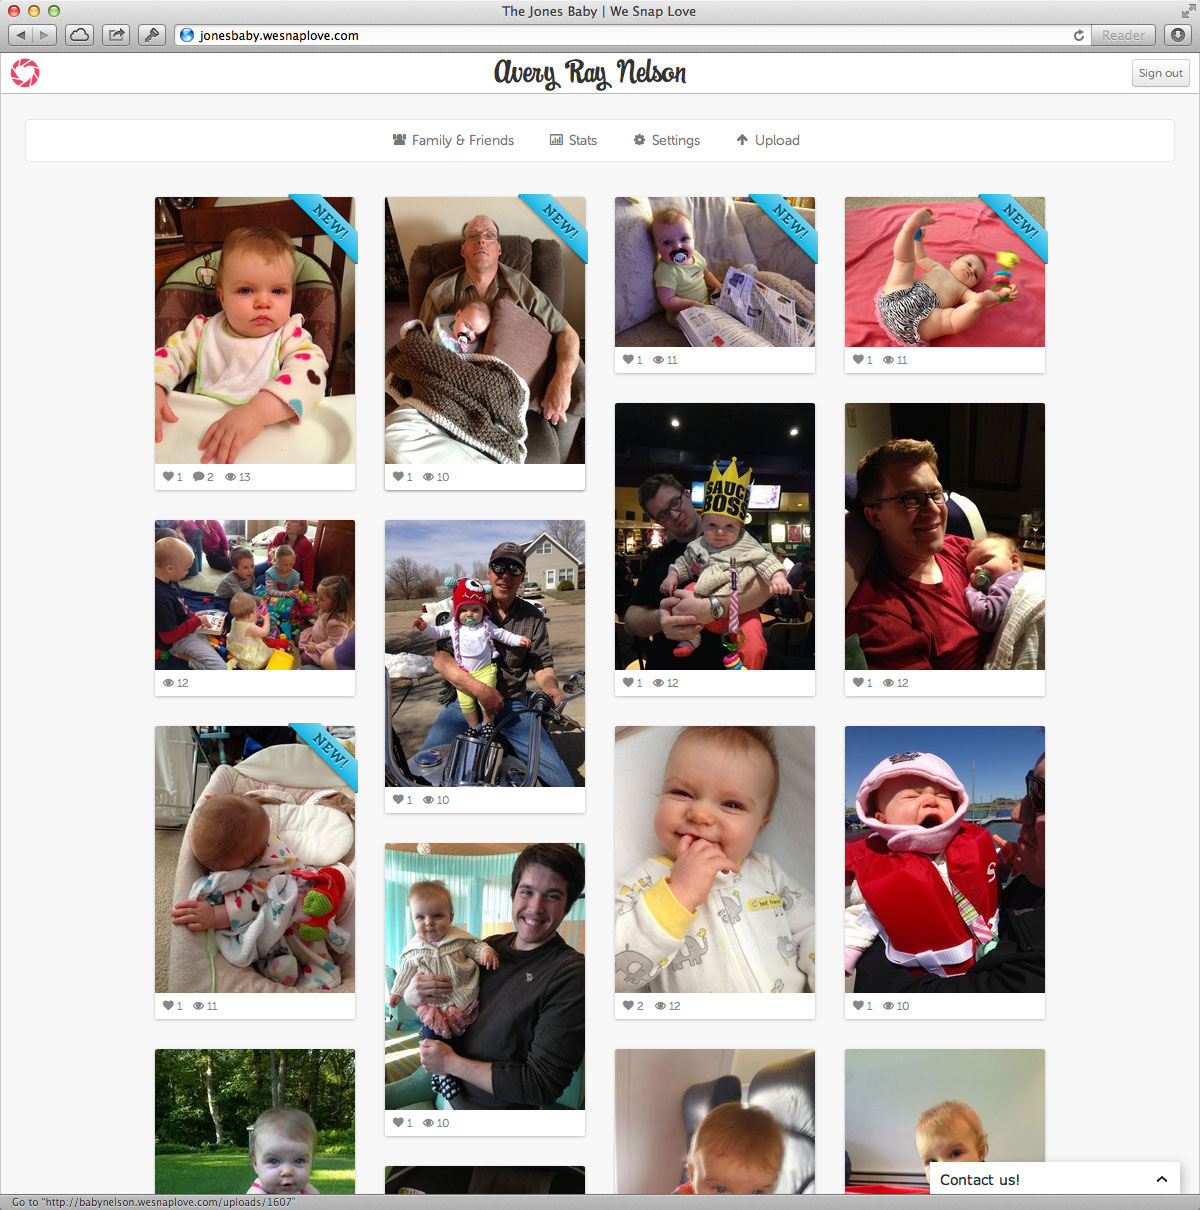 The Jones Baby | We Snap Love
jonesbaby.wesnaplove.com
Reader
Avery Ray Nelson
Sign out
Family & Friends Stats Settings Upload
NEW! NEW! NEW! NEW!
1 11 1 11
SAUCE
BOSS
1 2 13 1 10
12 1 12 1 12
NEW!
1 10
best friend
1 11 2 12 1 10
1 10
Contact us!
Go to "http://babynelson.wesnaplove.com/uploads/1607"